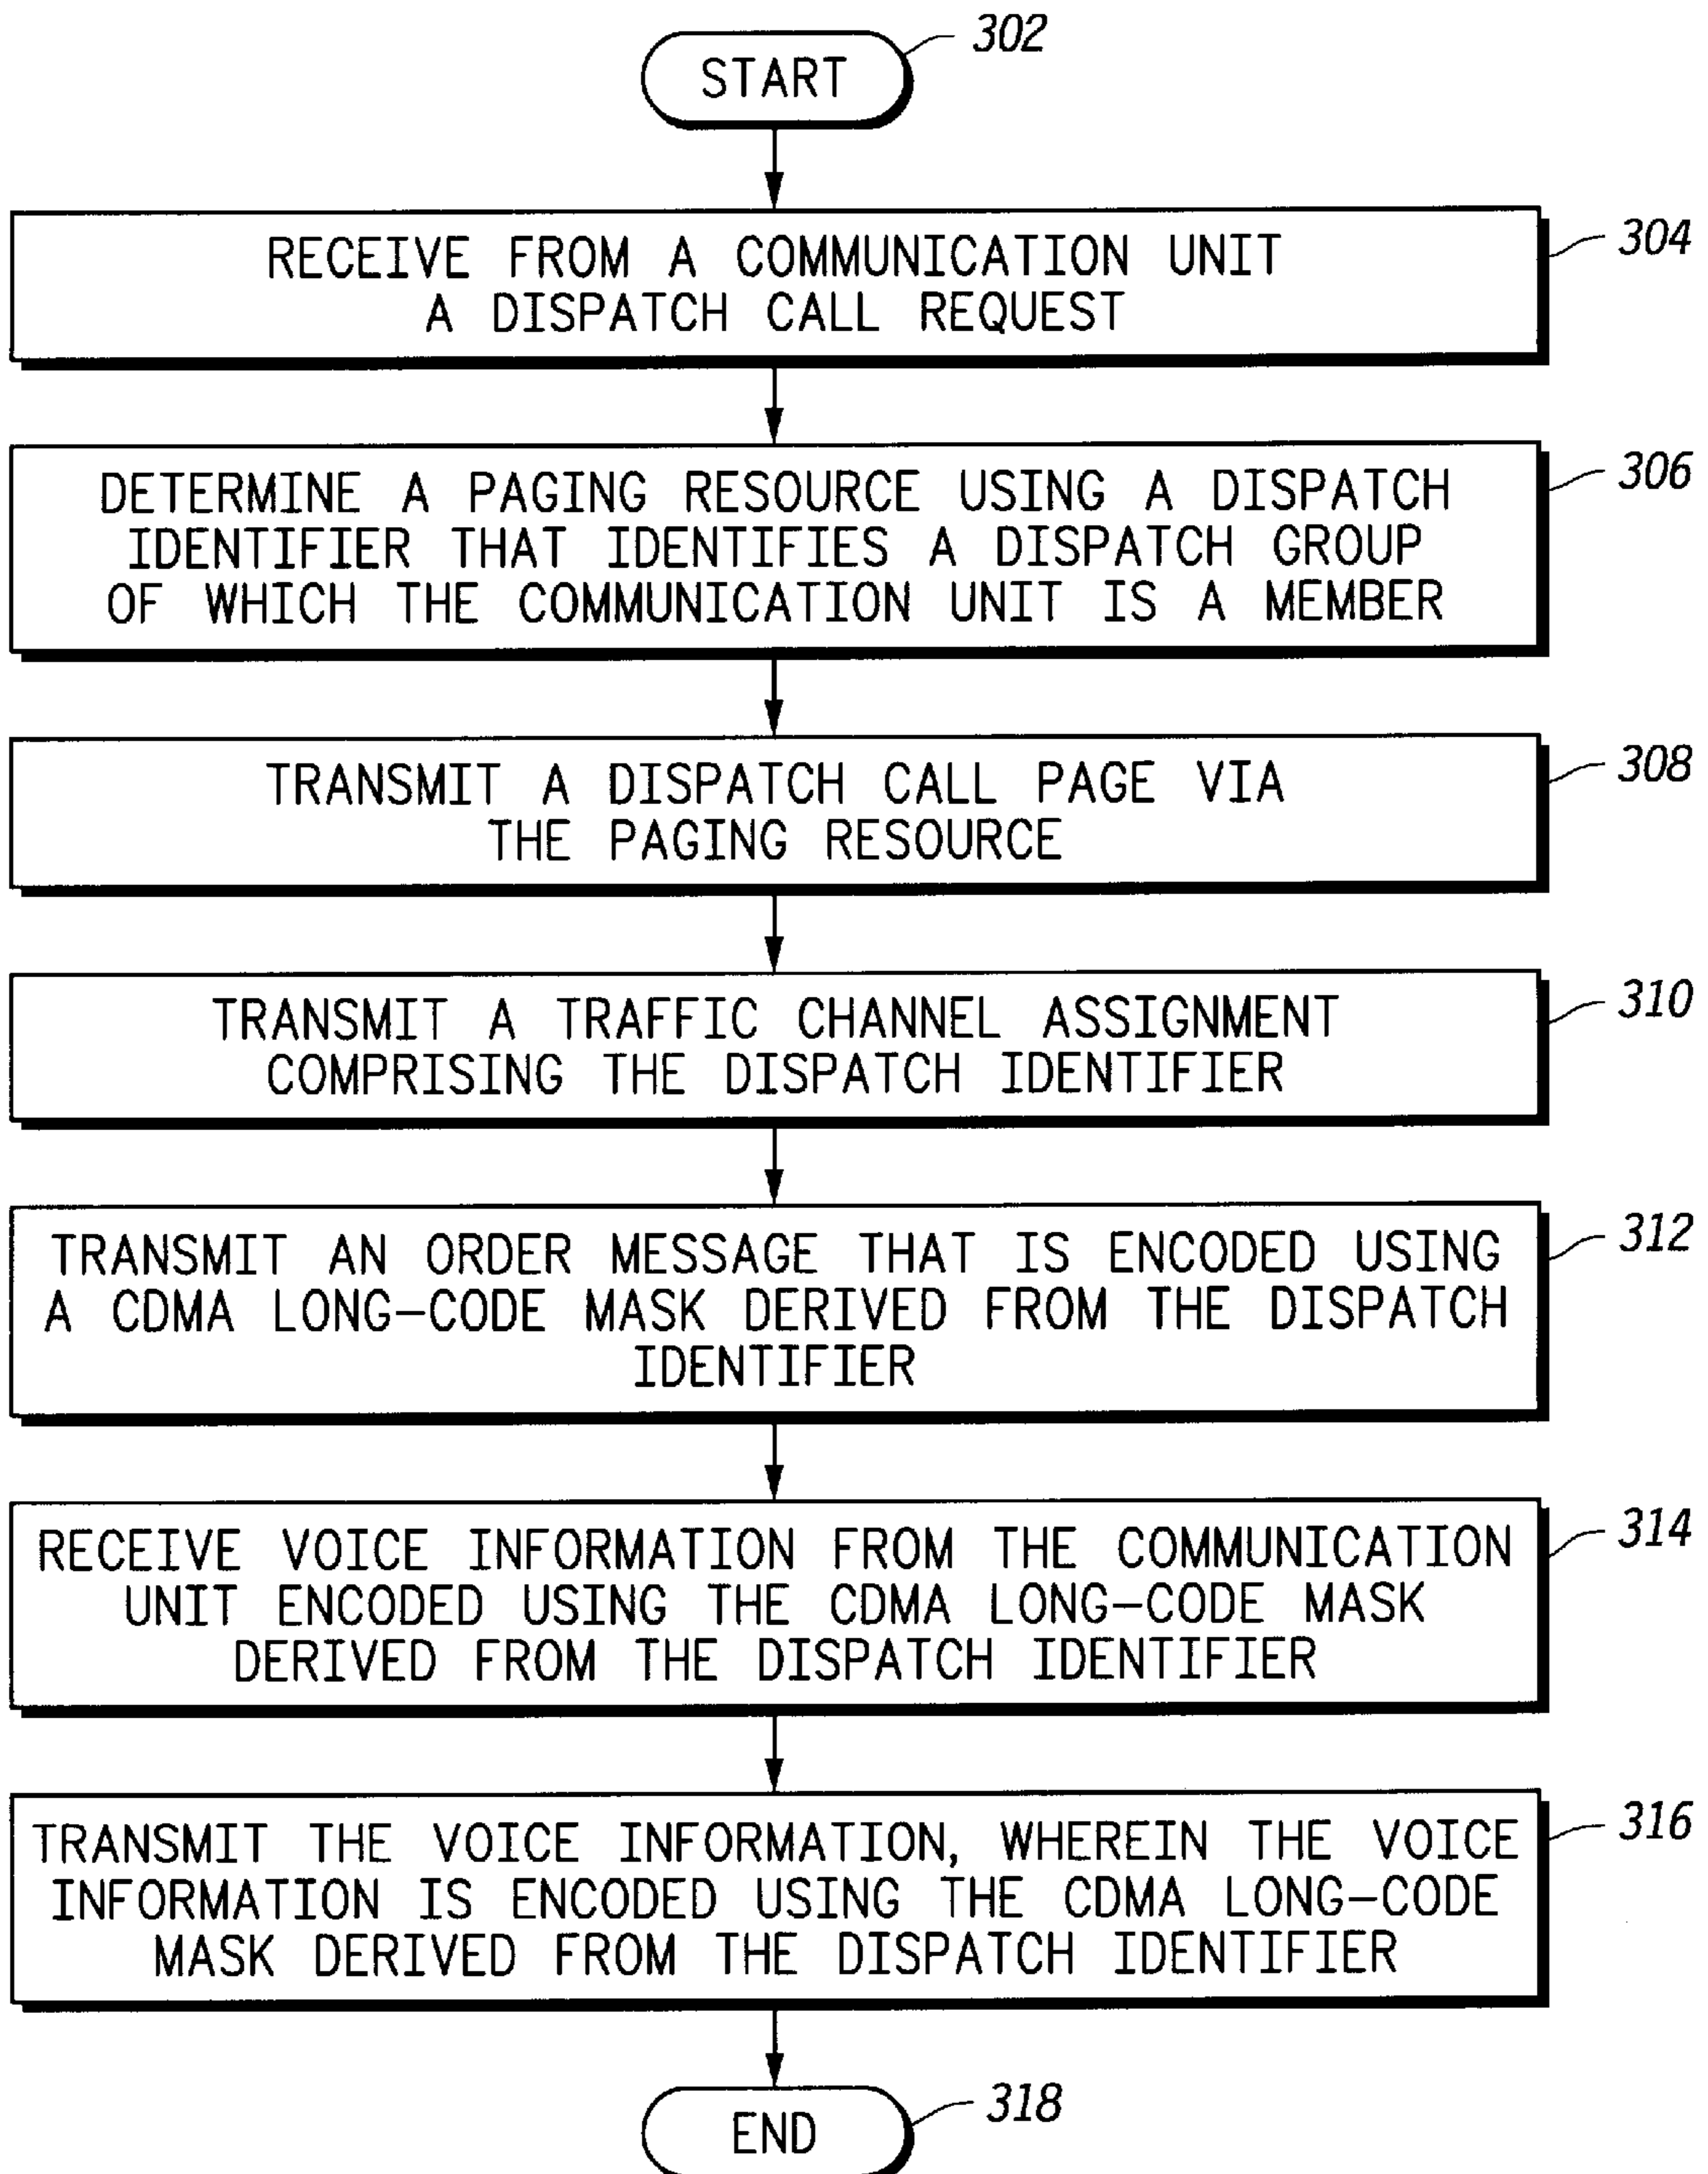 302
START
304
RECEIVE FROM A COMMUNICATION UNIT
A DISPATCH CALL REQUEST
306
DETERMINE A PAGING RESOURCE USING A DISPATCH
IDENTIFIER THAT IDENTIFIES A DISPATCH GROUP
OF WHICH THE COMMUNICATION UNIT IS A MEMBER
308
TRANSMIT A DISPATCH CALL PAGE VIA
THE PAGING RESOURCE
310
TRANSMIT A TRAFFIC CHANNEL ASSIGNMENT
COMPRISING THE DISPATCH IDENTIFIER
312
TRANSMIT AN ORDER MESSAGE THAT IS ENCODED USING
A CDMA LONG-CODE MASK DERIVED FROM THE DISPATCH
IDENTIFIER
314
RECEIVE VOICE INFORMATION FROM THE COMMUNICATION
UNIT ENCODED USING THE CDMA LONG-CODE MASK
DERIVED FROM THE DISPATCH IDENTIFIER
316
TRANSMIT THE VOICE INFORMATION, WHEREIN THE VOICE
INFORMATION IS ENCODED USING THE CDMA LONG-CODE
MASK DERIVED FROM THE DISPATCH IDENTIFIER
318
END